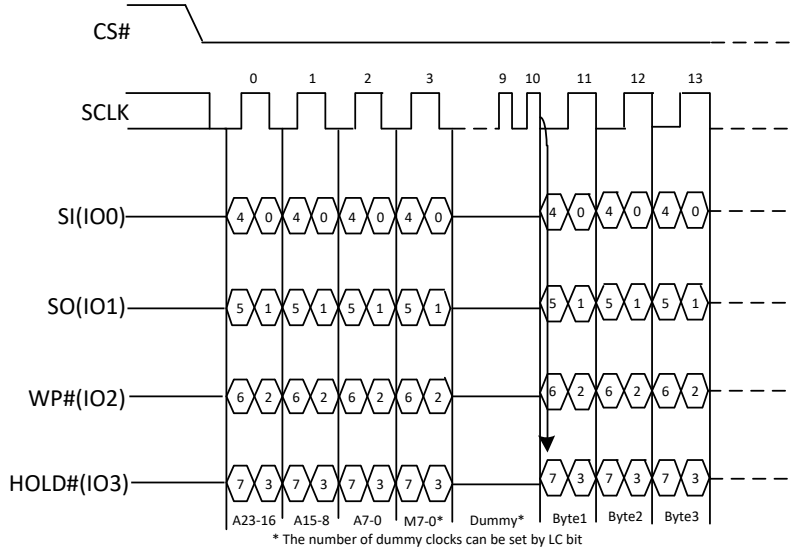 CS#
0 1 2 3 9 10 11 12 13
SCLK
SI(IO0) 4 0 4 0 4 0 4 0 4 0 4 0 4 0
SO(IO1) 5 1 5 1 5 1 5 1 5 1 5 1 5 1
WP#(IO2) 6 2 6 2 6 2 6 2 6 2 6 2 6 2
HOLD#(IO3) 7 3 7 3 7 3 7 3 7 3 7 3 7 3
A23-16 A15-8 A7-0 M7-0* Dummy* Byte1 Byte2 Byte3
* The number of dummy clocks can be set by LC bit